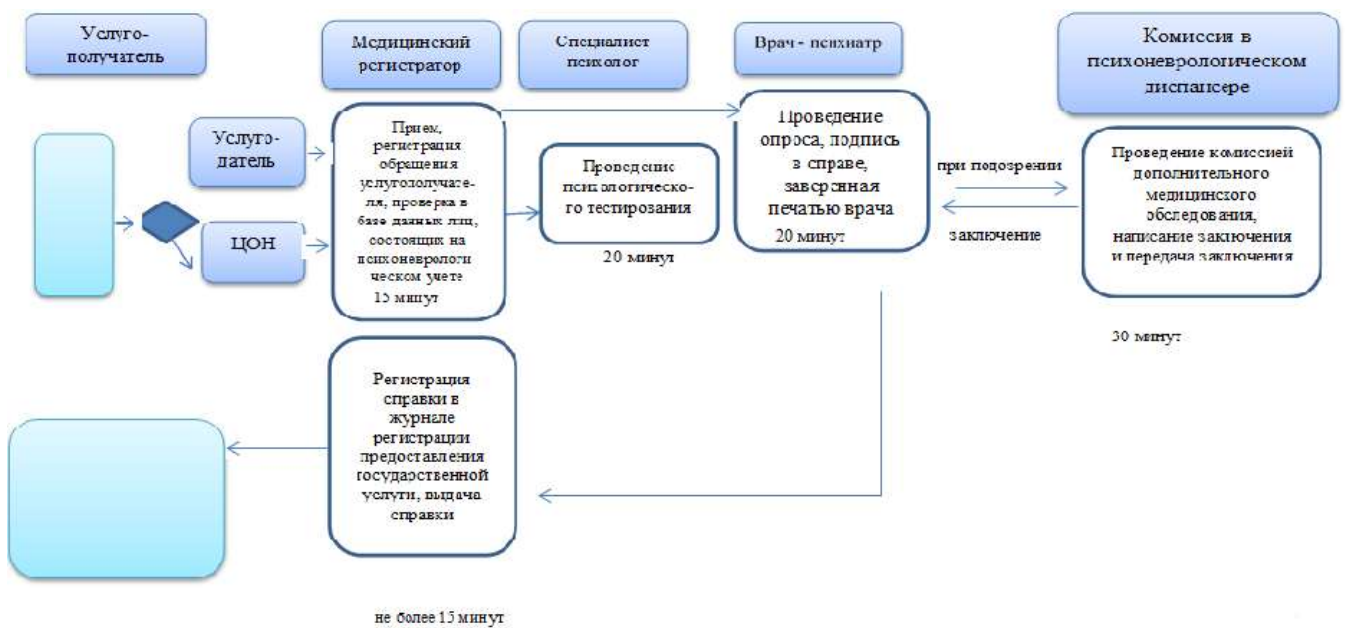 Услуго-
получатель
Медицинский
регистратор
Специалист
психолог
Врач - психиатр
Комиссия в
психоневрологическом
диспансере
Услуго-
датель
ЦОН
Прием,
регистрация
обращения
услугополучате-
ля, проверка в
базе данных лиц,
состоящих на
психоневрологи
ческом учете
15 минут
Проведение
психологическо-
го тестирования
20 минут
Проведение
опроса, подпись
в справе,
заверенная
печатью врача
20 минут
при подозрении
заключение
Проведение комиссией
дополнительного
медицинского
обследования,
написание заключения
и передача заключения
30 минут
Регистрация
справки в
журнале
регистрации
предоставления
государственной
услуги, выдача
справки
не более 15 минут